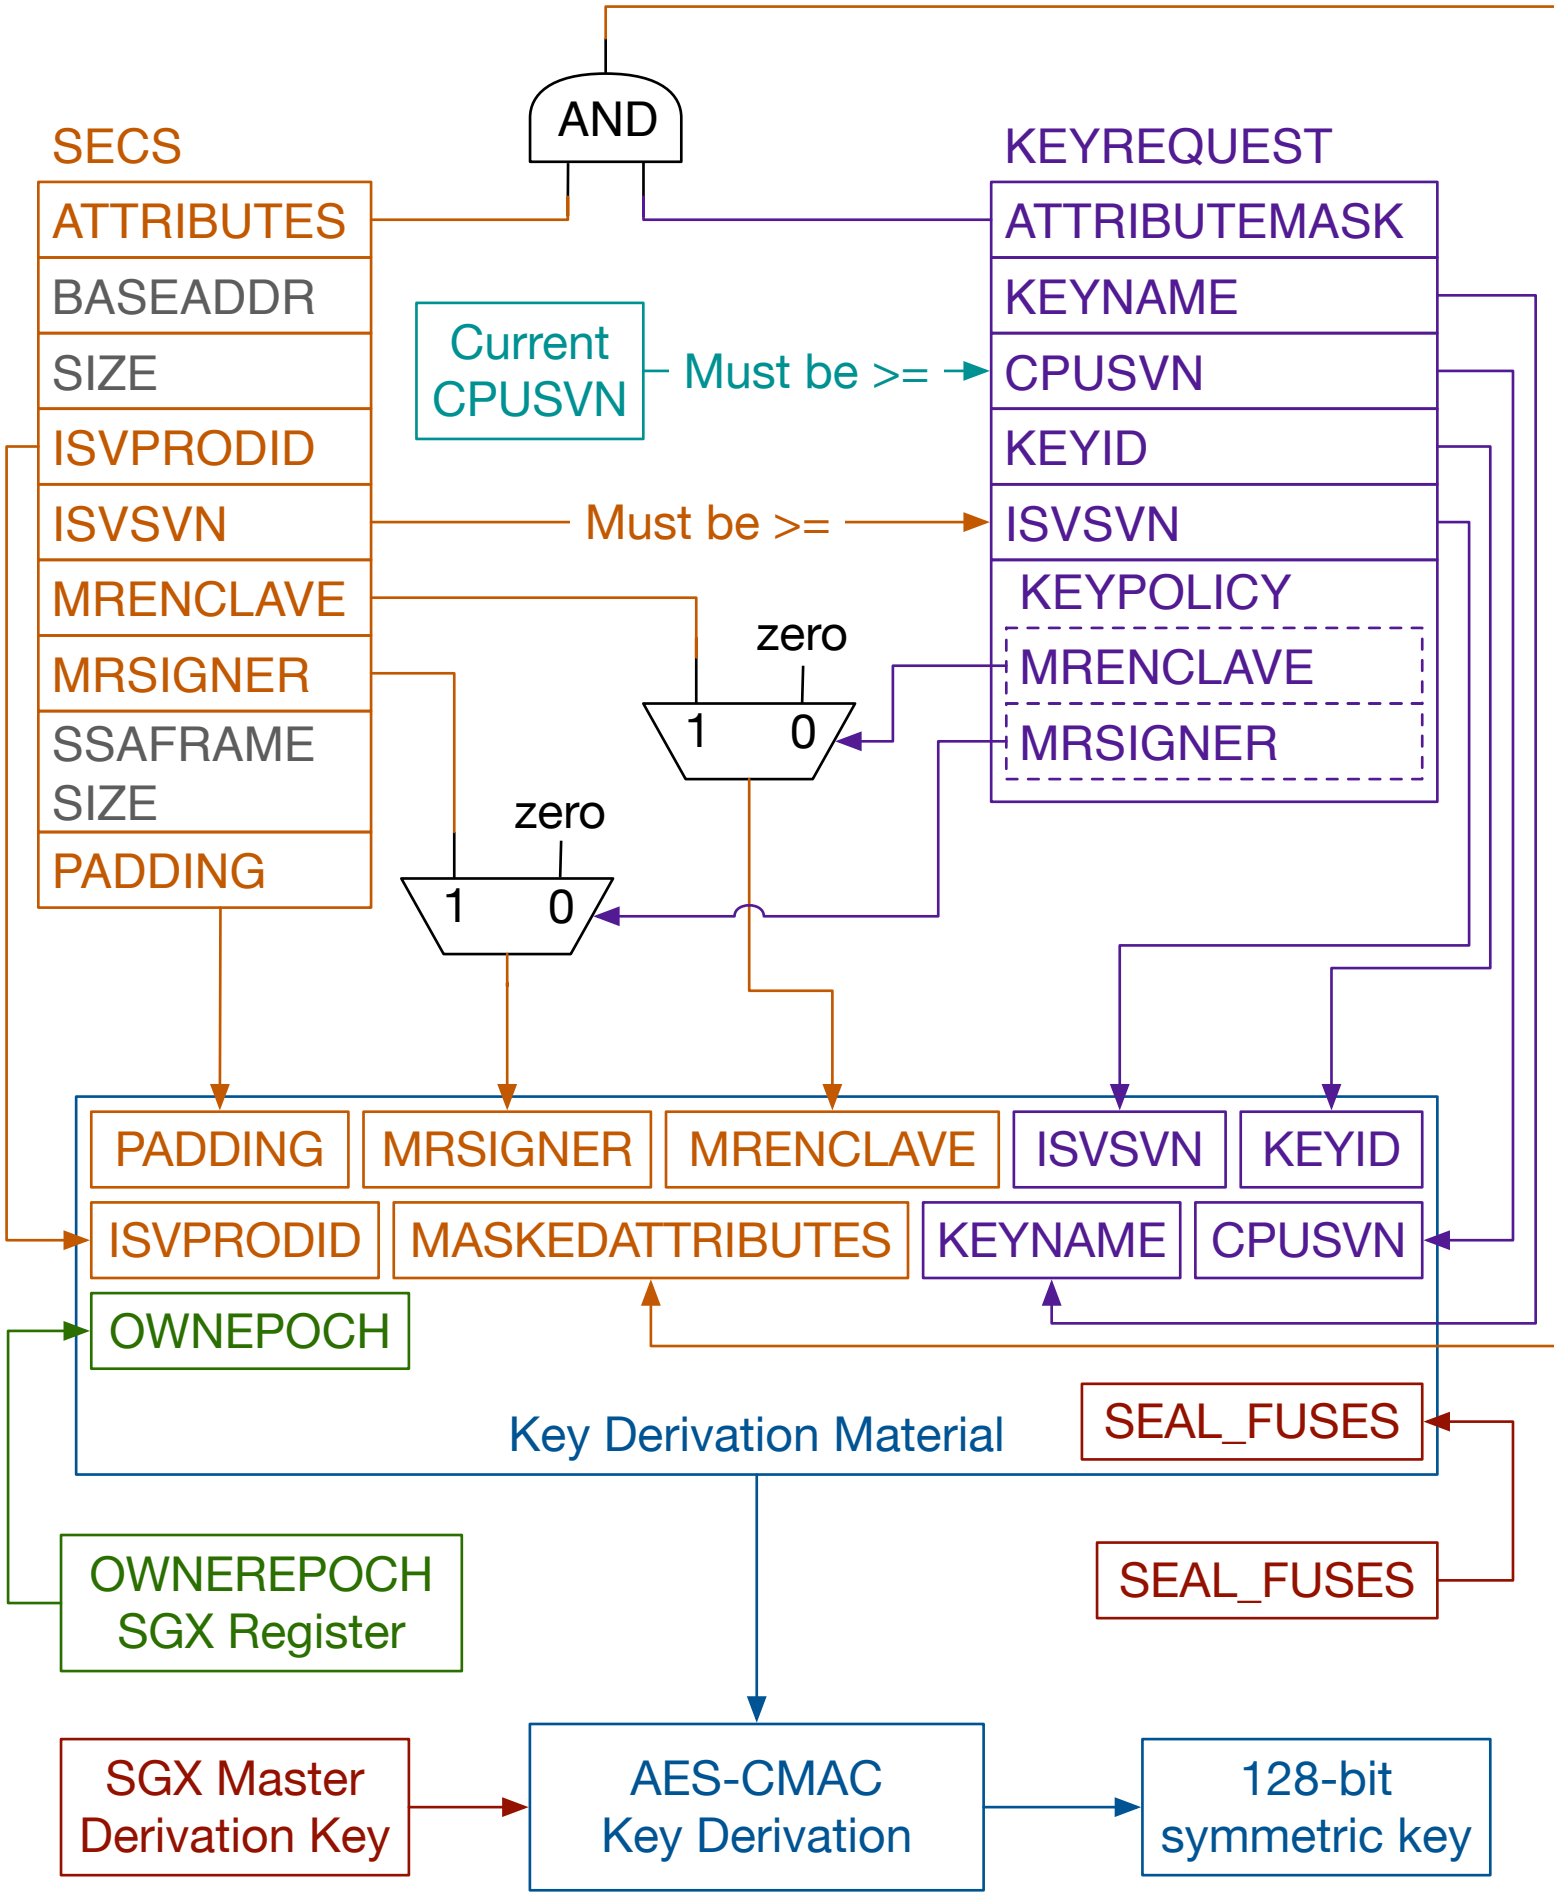 AND
SECS
KEYREQUEST
ATTRIBUTES
ATTRIBUTEMASK
BASEADDR
KEYNAME
Current
CPUSVN
Must be >=
SIZE
CPUSVN
ISVPRODID
KEYID
ISVSVN
Must be >=
ISVSVN
MRENCLAVE
KEYPOLICY
zero
MRSIGNER
MRENCLAVE
1 0
MRSIGNER
SSAFRAME
SIZE
zero
PADDING
1 0
PADDING
MRSIGNER
MRENCLAVE
ISVSVN
KEYID
ISVPRODID
MASKEDATTRIBUTES
KEYNAME
CPUSVN
OWNEPOCH
Key Derivation Material
SEAL_FUSES
OWNEREPOCH
SGX Register
SEAL_FUSES
SGX Master
Derivation Key
AES-CMAC
Key Derivation
128-bit
symmetric key